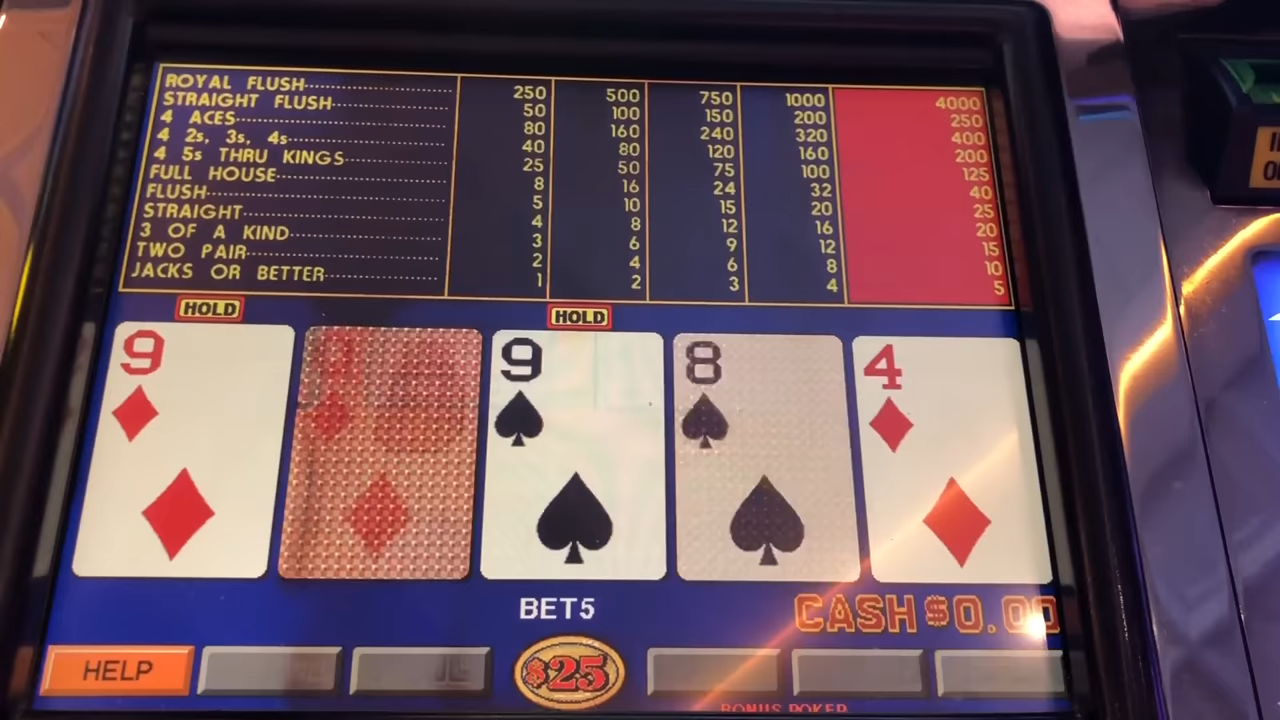 ROYAL FLUSH 250 500 750 1000 4000
STRAIGHT FLUSH 50 100 150 200 250
4 ACES 80 160 240 320 400
4 2s, 3s, 4s 40 80 120 160 200
4 5s THRU KINGS 25 50 75 100 125
FULL HOUSE 8 16 24 32 40
FLUSH 5 10 15 20 25
STRAIGHT 4 8 12 16 20
3 OF A KIND 3 6 9 12 15
TWO PAIR 2 4 6 8 10
JACKS OR BETTER 1 2 3 4 5
HOLD HOLD
9 9 8 4
BET5 CASH $0.00
HELP $25
BONUS POKER